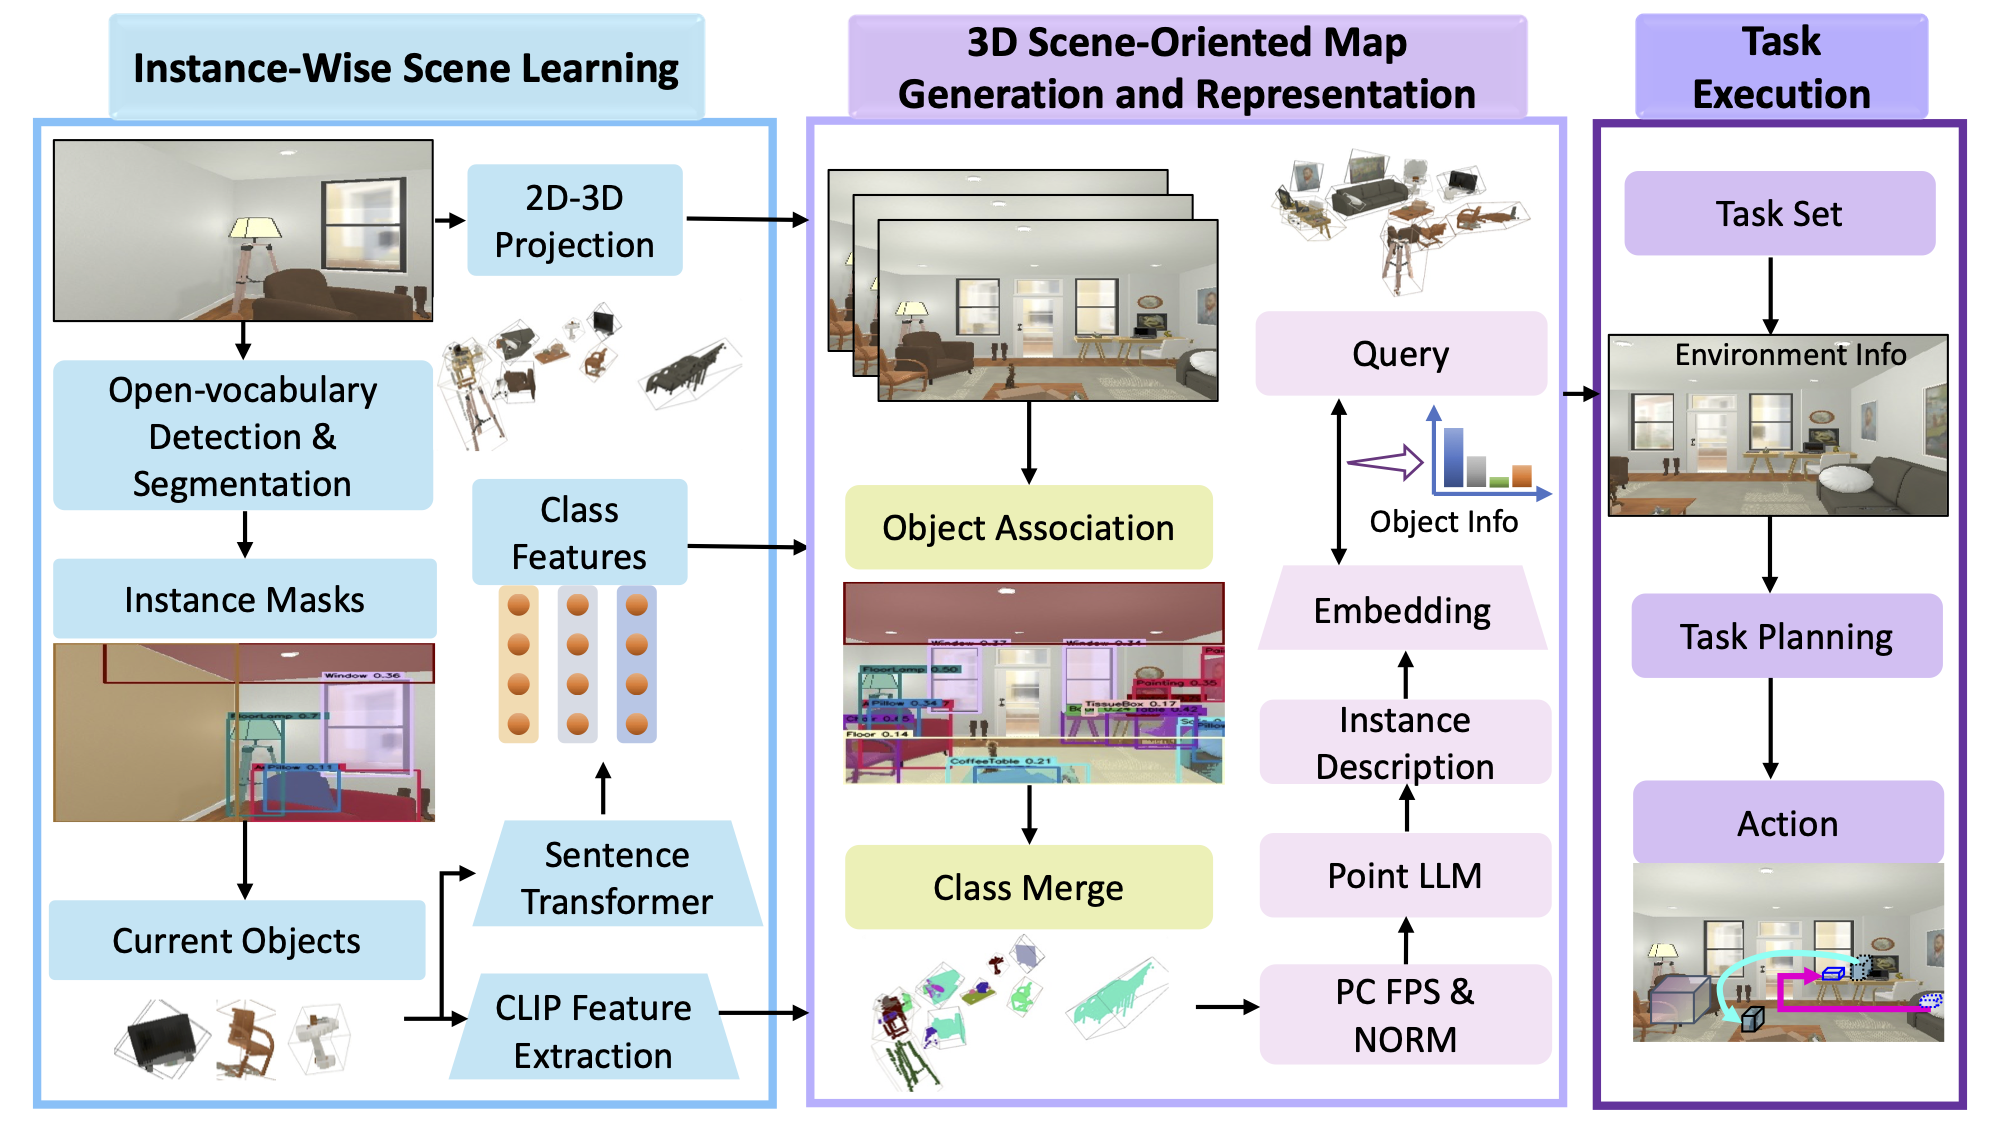 Instance-Wise Scene Learning
2D-3D
Projection
Open-vocabulary
Detection &
Segmentation
Class
Features
Instance Masks
Window 0.36
FloorLamp 0.7
Pillow 0.11
Sentence
Transformer
Current Objects
CLIP Feature
Extraction
3D Scene-Oriented Map
Generation and Representation
Query
Object Info
Object Association
Embedding
Window 0.37
Window 0.34
FloorLamp 0.50
Painting 0.35
Pillow 0.34
TissueBox 0.17
Floor 0.14
CoffeeTable 0.21
Instance
Description
Class Merge
Point LLM
PC FPS &
NORM
Task
Execution
Task Set
Environment Info
Task Planning
Action